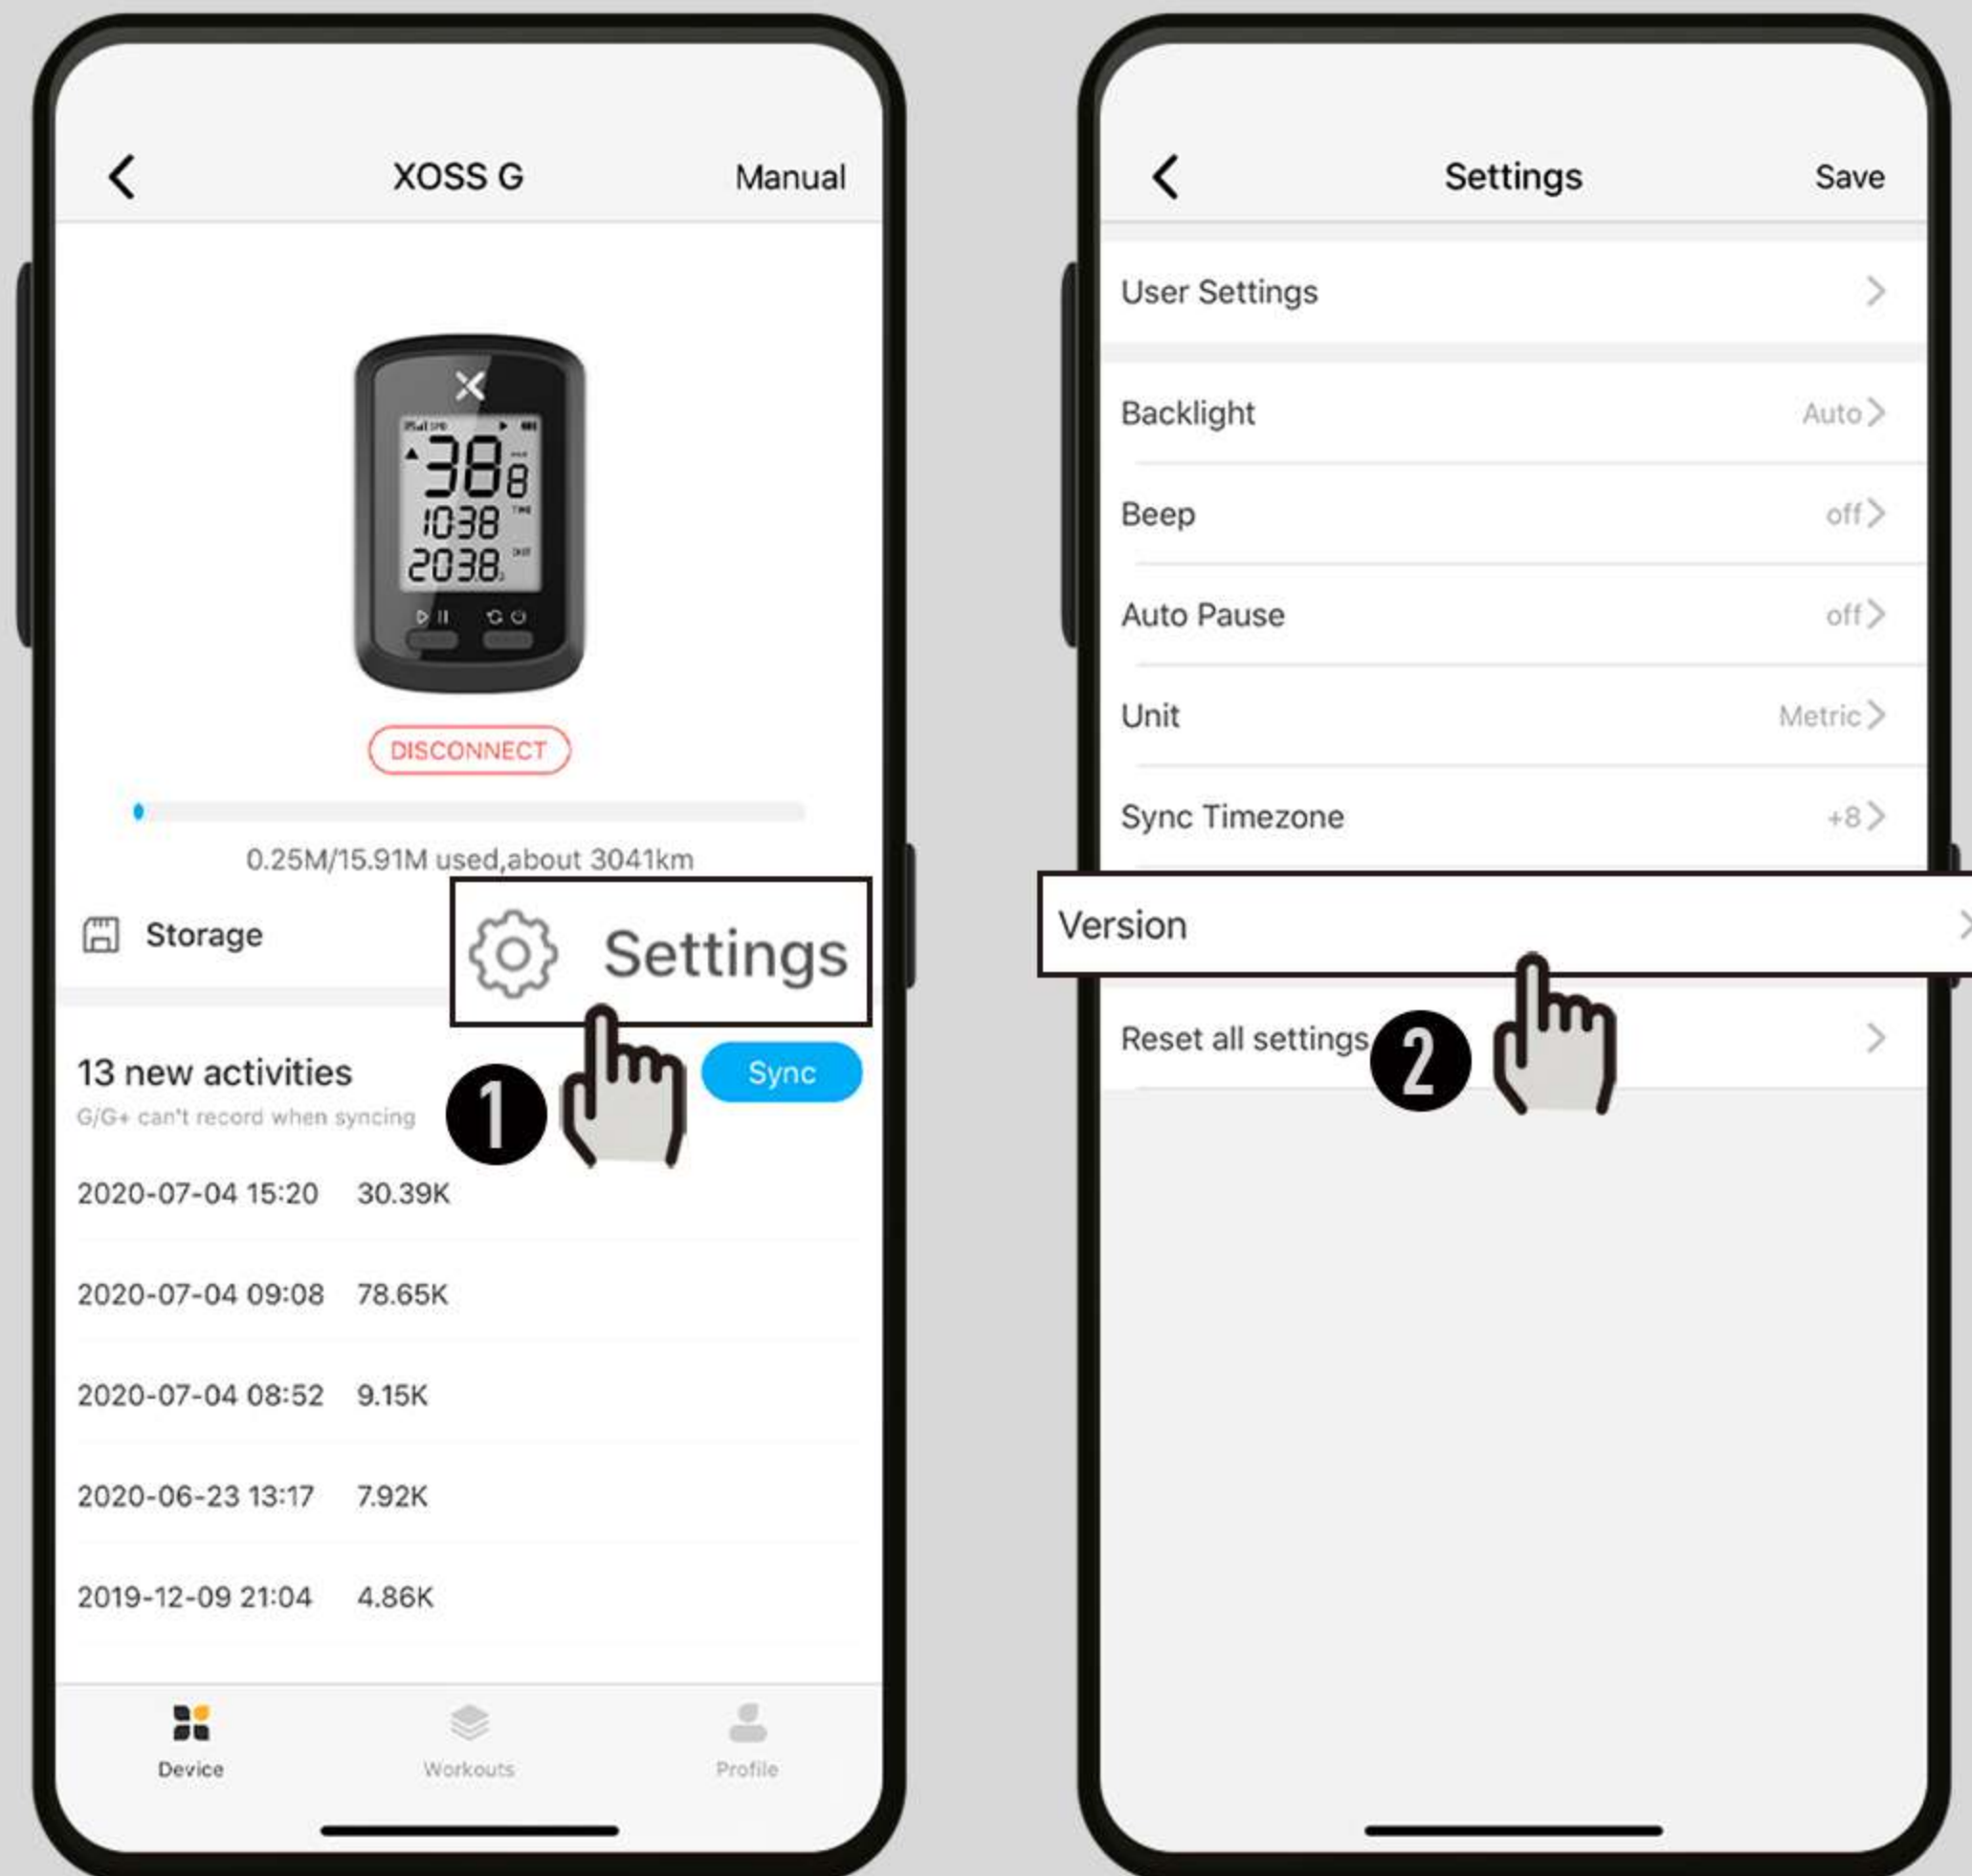 XOSS G Manual
SPD
38 8
1038 TIME
2038. DIST
DISCONNECT
0.25M/15.91M used,about 3041km
Storage
Settings
13 new activities
Sync
G/G+ can't record when syncing
1
2020-07-04 15:20 30.39K
2020-07-04 09:08 78.65K
2020-07-04 08:52 9.15K
2020-06-23 13:17 7.92K
2019-12-09 21:04 4.86K
Device Workouts Profile
Settings Save
User Settings
Backlight Auto
Beep off
Auto Pause off
Unit Metric
Sync Timezone +8
Version
Reset all settings
2